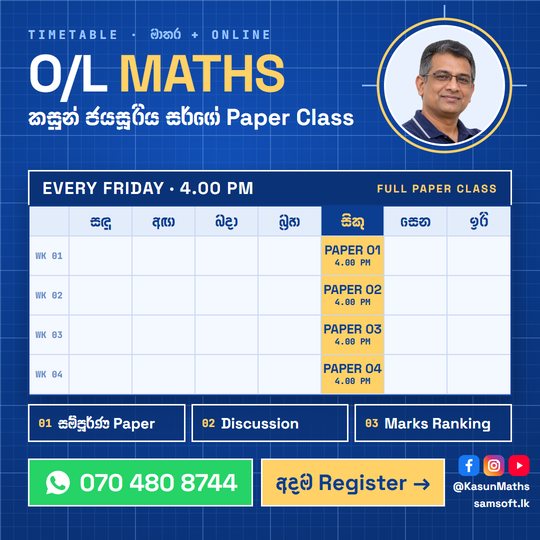 TIMETABLE · මාතර + ONLINE
O/L MATHS
කසුන් ජයසූරිය සර්ගේ Paper Class
EVERY FRIDAY · 4.00 PM
FULL PAPER CLASS
සඳු අඟ බදා බ්‍රහ සිකු සෙන ඉරි
WK 01
PAPER 01
4.00 PM
WK 02
PAPER 02
4.00 PM
WK 03
PAPER 03
4.00 PM
WK 04
PAPER 04
4.00 PM
01 සම්පූර්ණ Paper
02 Discussion
03 Marks Ranking
070 480 8744
අදම Register →
@KasunMaths
samsoft.lk